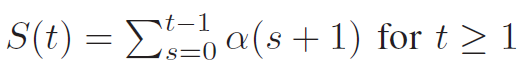 S(t) = ∑_{s=0}^{t−1} α(s + 1) for t ≥ 1